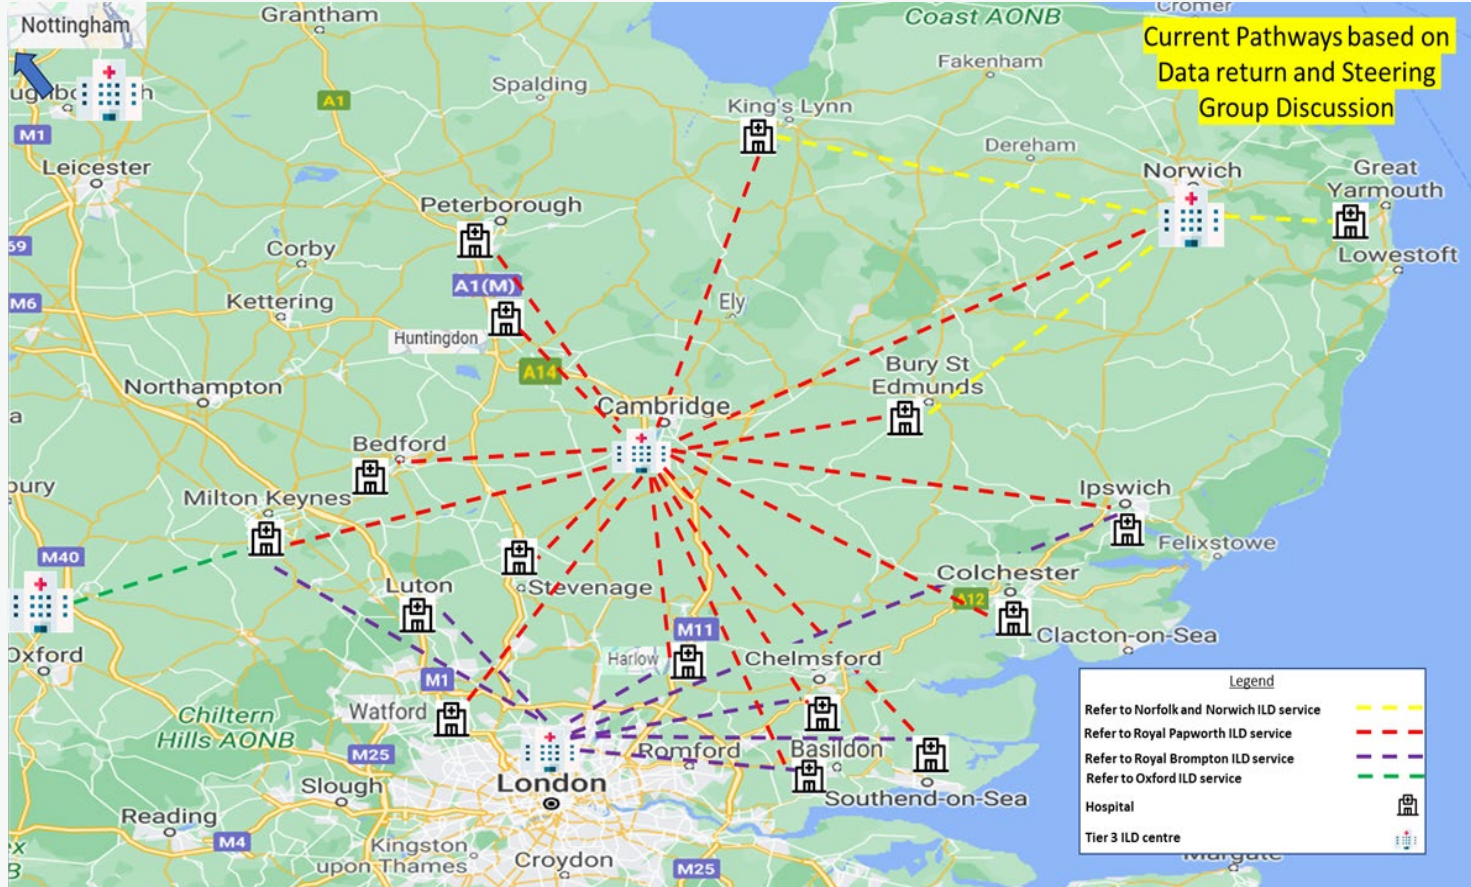 Grantham
Coast AONB
Cromer
Nottingham
Current Pathways based on
Data return and Steering
Group Discussion
Fakenham
Spalding
A1
King's Lynn
M1
Dereham
Leicester
Norwich
Great
Yarmouth
Peterborough
Corby
69
Lowestoft
A1(M)
M6
Kettering
Ely
Huntingdon
A14
Bury St
Edmunds
Northampton
Cambridge
a
Bedford
bury
Milton Keynes
Ipswich
M40
Felixstowe
Luton
Stevenage
Colchester
A12
Oxford
M11
Clacton-on-Sea
Harlow
Chelmsford
M1
Watford
Chiltern
Hills AONB
M25
Romford
Basildon
London
Slough
Southend-on-Sea
Reading
M4
Kingston
upon Thames
Croydon
M25
Margate
Legend
Refer to Norfolk and Norwich ILD service
Refer to Royal Papworth ILD service
Refer to Royal Brompton ILD service
Refer to Oxford ILD service
Hospital
Tier 3 ILD centre